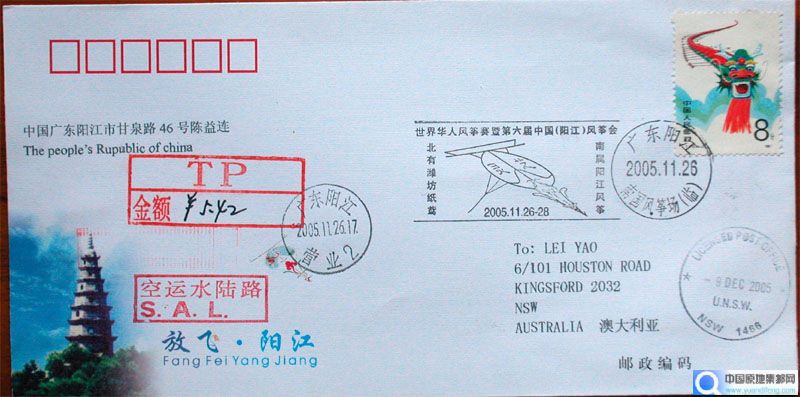 中国广东阳江市甘泉路46号陈益连
The people's Rupublic of china
TP
金额 ¥5.42
广东阳江
2005.11.26.17
营业2
空运水陆路
S. A. L.
放飞·阳江
Fang Fei Yang Jiang
世界华人风筝赛暨第六届中国(阳江)风筝会
北有潍坊纸鸢
南属阳江风筝
2005.11.26-28
广东阳江
2005.11.26
南国风筝场(临)
中国人民邮政
8
To: LEI YAO
6/101 HOUSTON ROAD
KINGSFORD 2032
NSW
AUSTRALIA 澳大利亚
邮政编码
LICENSED POST OFFICE
- 9 DEC 2005
U.N.S.W.
NSW 1466
中国原地集邮网
www.yuandifeng.com